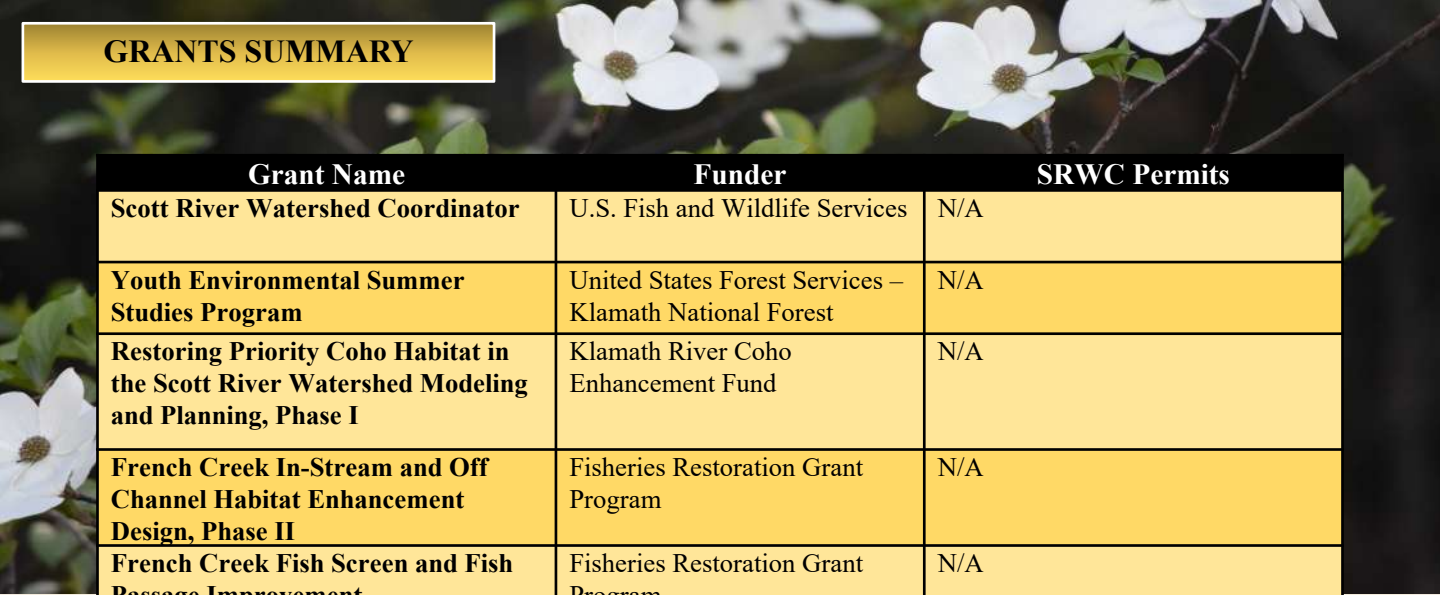 GRANTS SUMMARY
Grant Name Funder SRWC Permits
Scott River Watershed Coordinator U.S. Fish and Wildlife Services N/A
Youth Environmental Summer United States Forest Services – N/A
Studies Program Klamath National Forest
Restoring Priority Coho Habitat in Klamath River Coho N/A
the Scott River Watershed Modeling Enhancement Fund
and Planning, Phase I
French Creek In-Stream and Off Fisheries Restoration Grant N/A
Channel Habitat Enhancement Program
Design, Phase II
French Creek Fish Screen and Fish Fisheries Restoration Grant N/A
Passage Improvement Program